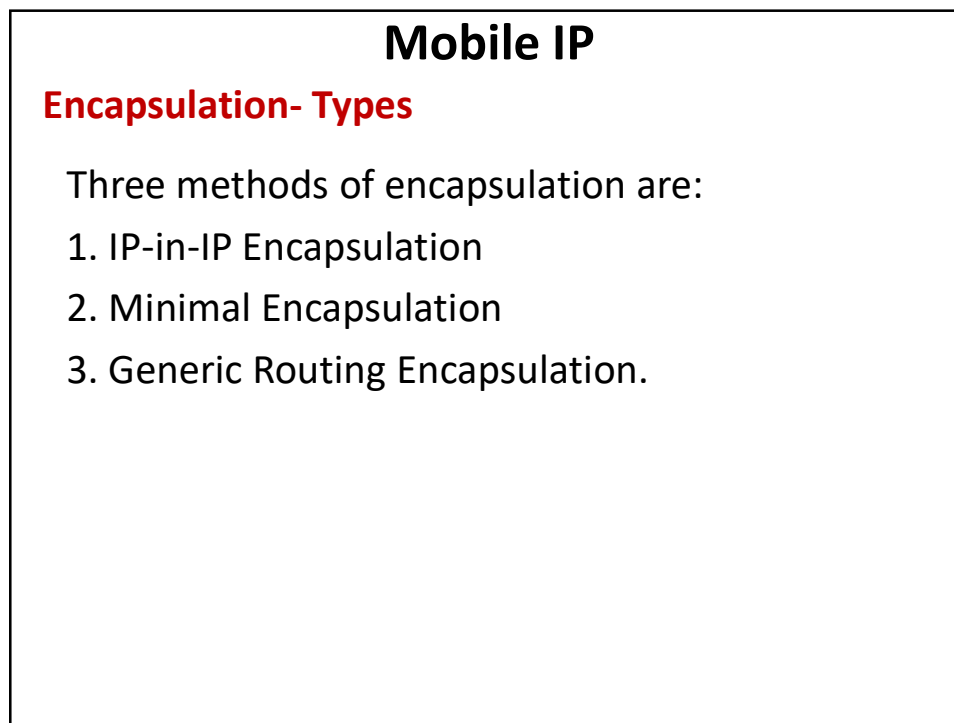 Mobile IP
Encapsulation- Types
Three methods of encapsulation are:
1. IP-in-IP Encapsulation
2. Minimal Encapsulation
3. Generic Routing Encapsulation.